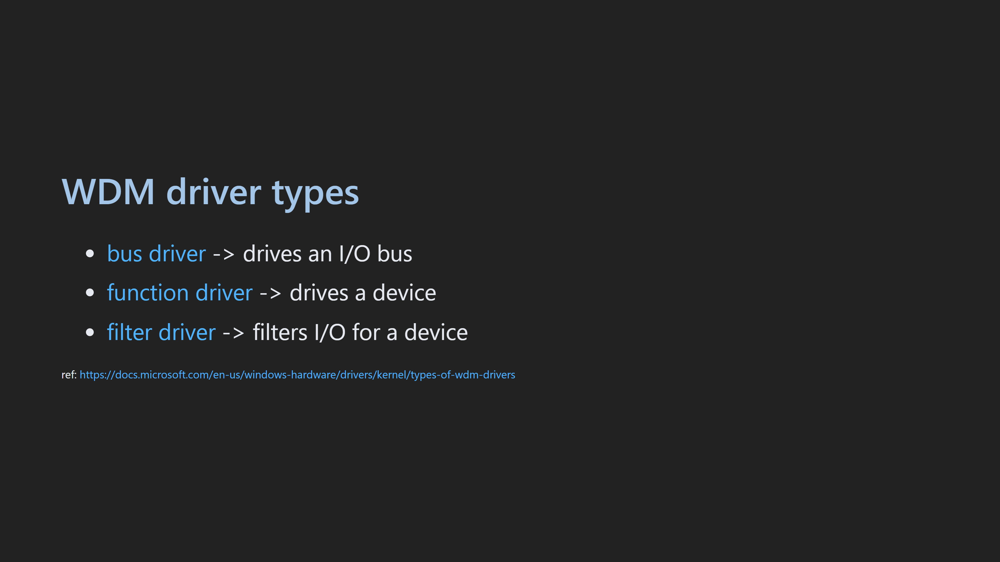 WDM driver types
• bus driver -> drives an I/O bus
• function driver -> drives a device
• filter driver -> filters I/O for a device
ref: https://docs.microsoft.com/en-us/windows-hardware/drivers/kernel/types-of-wdm-drivers